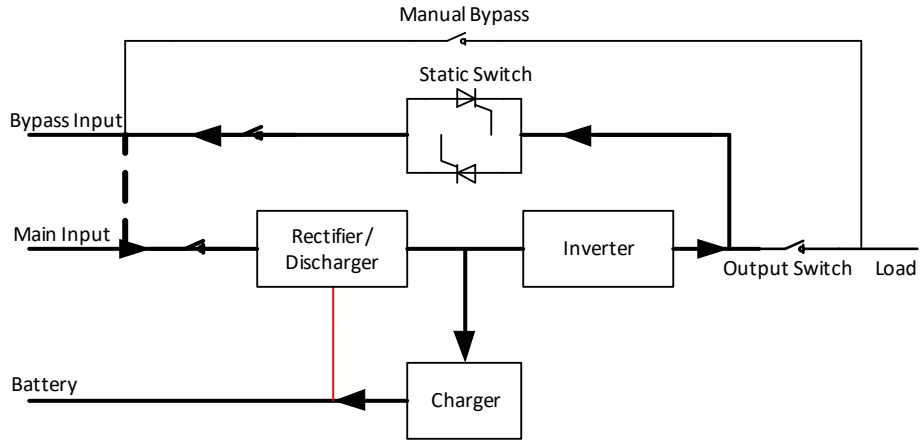 Manual Bypass
Static Switch
Bypass Input
Main Input
Rectifier/
Discharger
Inverter
Output Switch
Load
Battery
Charger